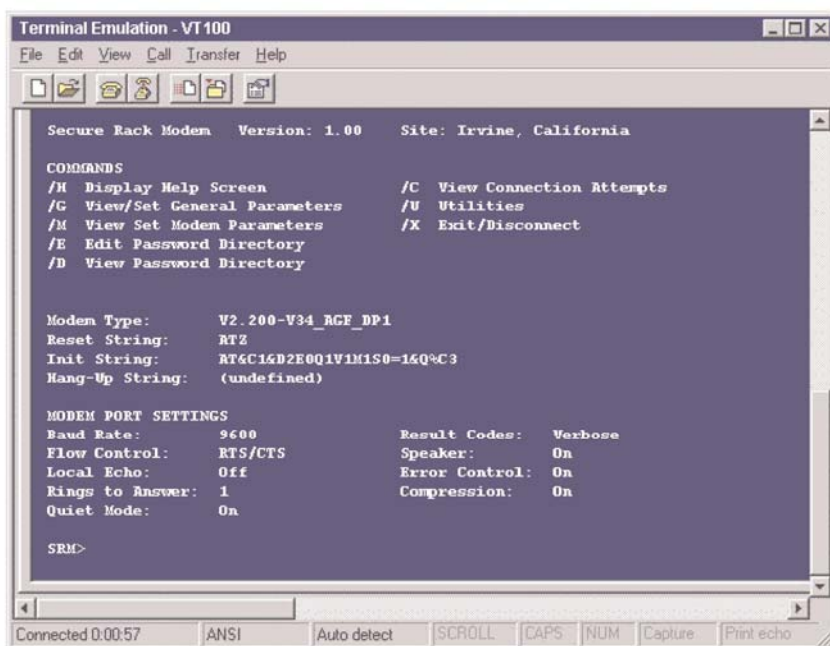 Terminal Emulation - VT100
File Edit View Call Transfer Help
Secure Rack Modem Version: 1.00 Site: Irvine, California
COMMANDS
/H Display Help Screen /C View Connection Attempts
/G View/Set General Parameters /U Utilities
/M View Set Modem Parameters /X Exit/Disconnect
/E Edit Password Directory
/D View Password Directory
Modem Type: V2.200-V34_AGF_DP1
Reset String: ATZ
Init String: AT&C1&D2E0Q1V1M1S0=1&Q%C3
Hang-Up String: (undefined)
MODEM PORT SETTINGS
Baud Rate: 9600 Result Codes: Verbose
Flow Control: RTS/CTS Speaker: On
Local Echo: Off Error Control: On
Rings to Answer: 1 Compression: On
Quiet Mode: On
SRM>
Connected 0:00:57 ANSI Auto detect SCROLL CAPS NUM Capture Print echo